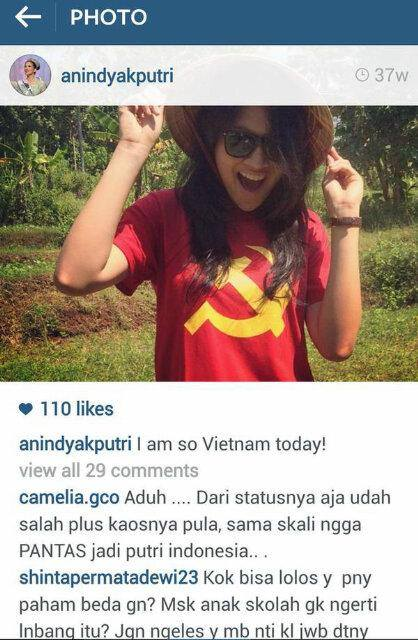 PHOTO
anindyakputri 37w
110 likes
anindyakputri I am so Vietnam today!
view all 29 comments
camelia.gco Aduh .... Dari statusnya aja udah
salah plus kaosnya pula, sama skali ngga
PANTAS jadi putri indonesia.. .
shintapermatadewi23 Kok bisa lolos y pny
paham beda gn? Msk anak skolah gk ngerti
lnbang itu? Jgn ngeles y mb nti kl jwb dtny